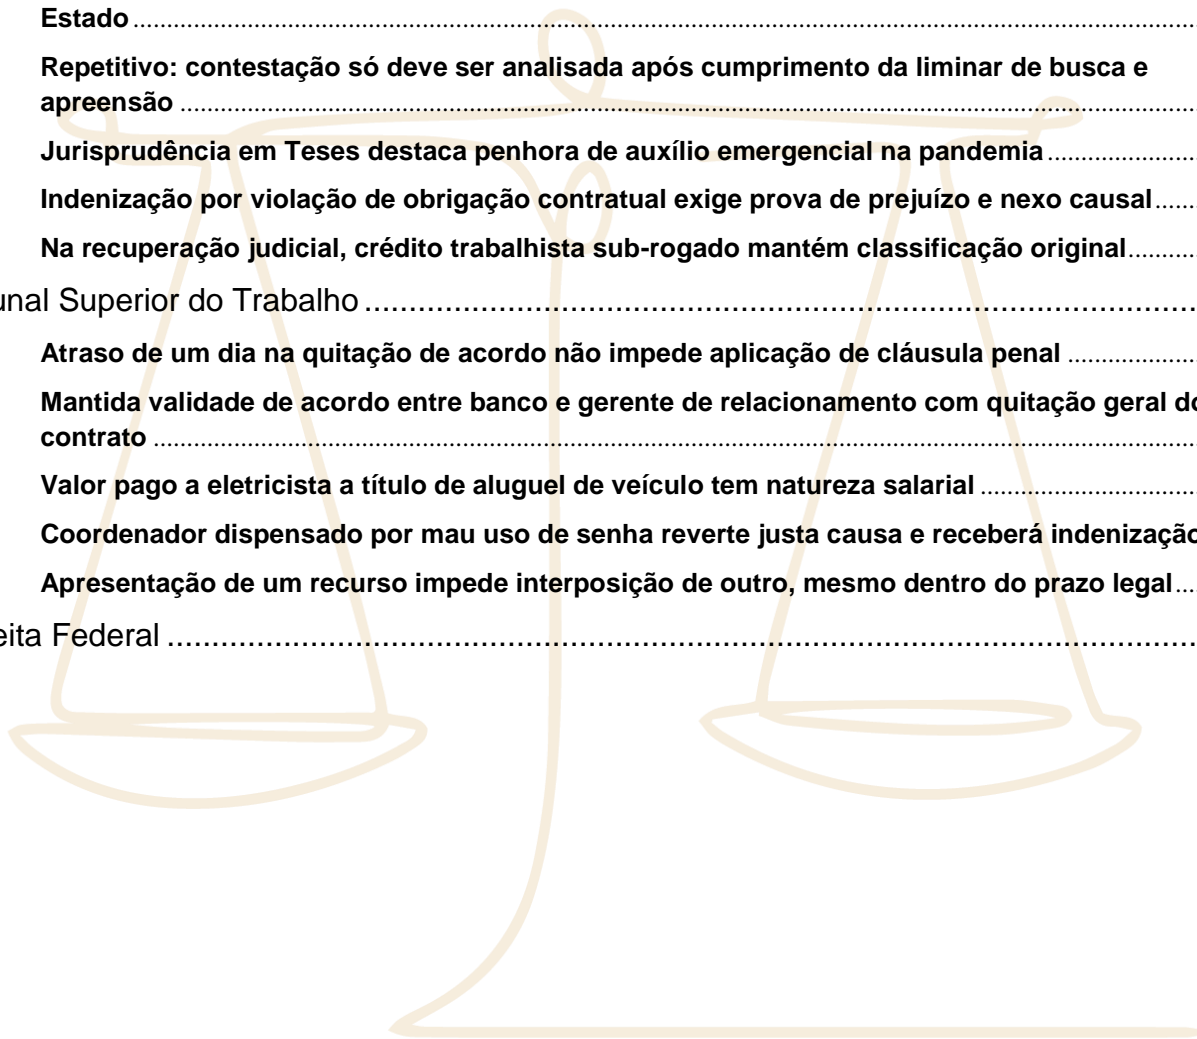 Estado
Repetitivo: contestação só deve ser analisada após cumprimento da liminar de busca e
apreensão
Jurisprudência em Teses destaca penhora de auxílio emergencial na pandemia
Indenização por violação de obrigação contratual exige prova de prejuízo e nexo causal
Na recuperação judicial, crédito trabalhista sub-rogado mantém classificação original
unal Superior do Trabalho
Atraso de um dia na quitação de acordo não impede aplicação de cláusula penal
Mantida validade de acordo entre banco e gerente de relacionamento com quitação geral do
contrato
Valor pago a eletricista a título de aluguel de veículo tem natureza salarial
Coordenador dispensado por mau uso de senha reverte justa causa e receberá indenização
Apresentação de um recurso impede interposição de outro, mesmo dentro do prazo legal
eita Federal